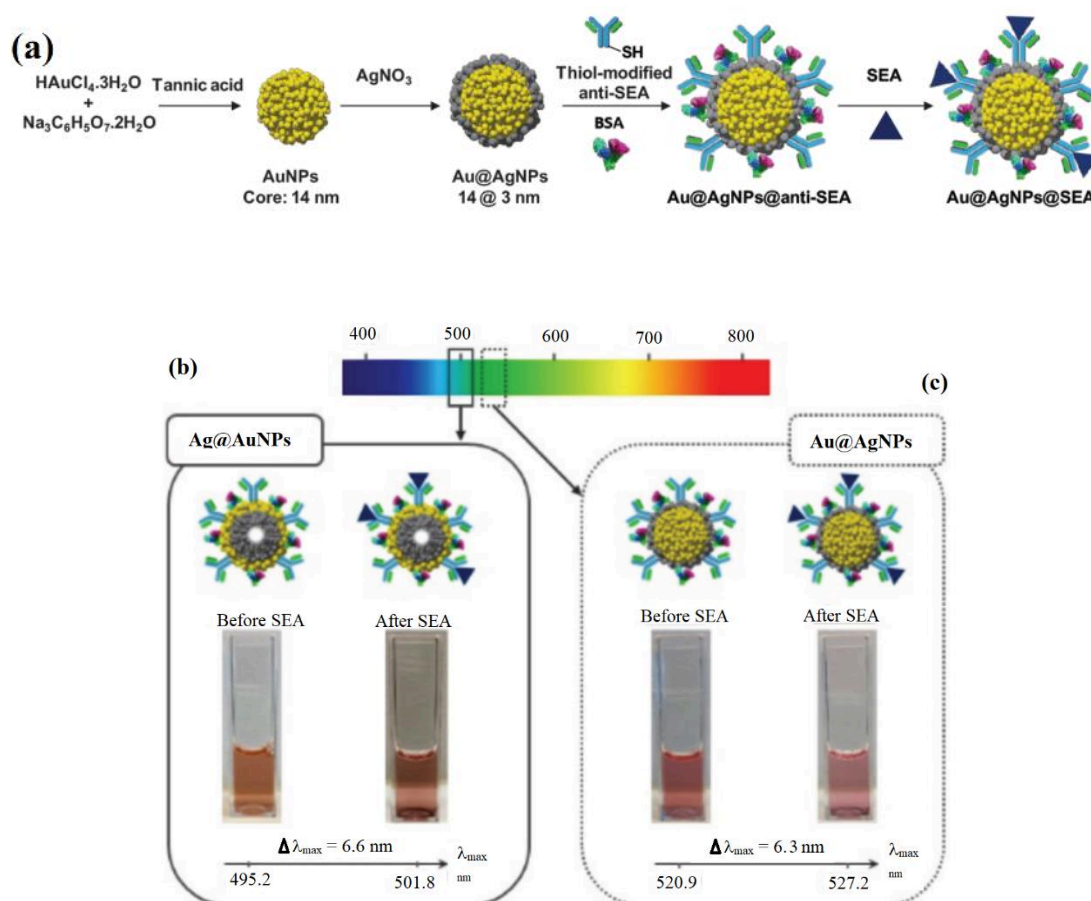 (a)
HAuCl₄.3H₂O
+
Na₃C₆H₅O₇.2H₂O
Tannic acid
AuNPs
Core: 14 nm
AgNO₃
Au@AgNPs
14 @ 3 nm
SH
Thiol-modified
anti-SEA
BSA
Au@AgNPs@anti-SEA
SEA
Au@AgNPs@SEA
400 500 600 700 800
(b)
(c)
Ag@AuNPs
Before SEA After SEA
Δ λmax = 6.6 nm
λmax
nm
495.2 501.8
Au@AgNPs
Before SEA After SEA
Δ λmax = 6.3 nm
λmax
nm
520.9 527.2